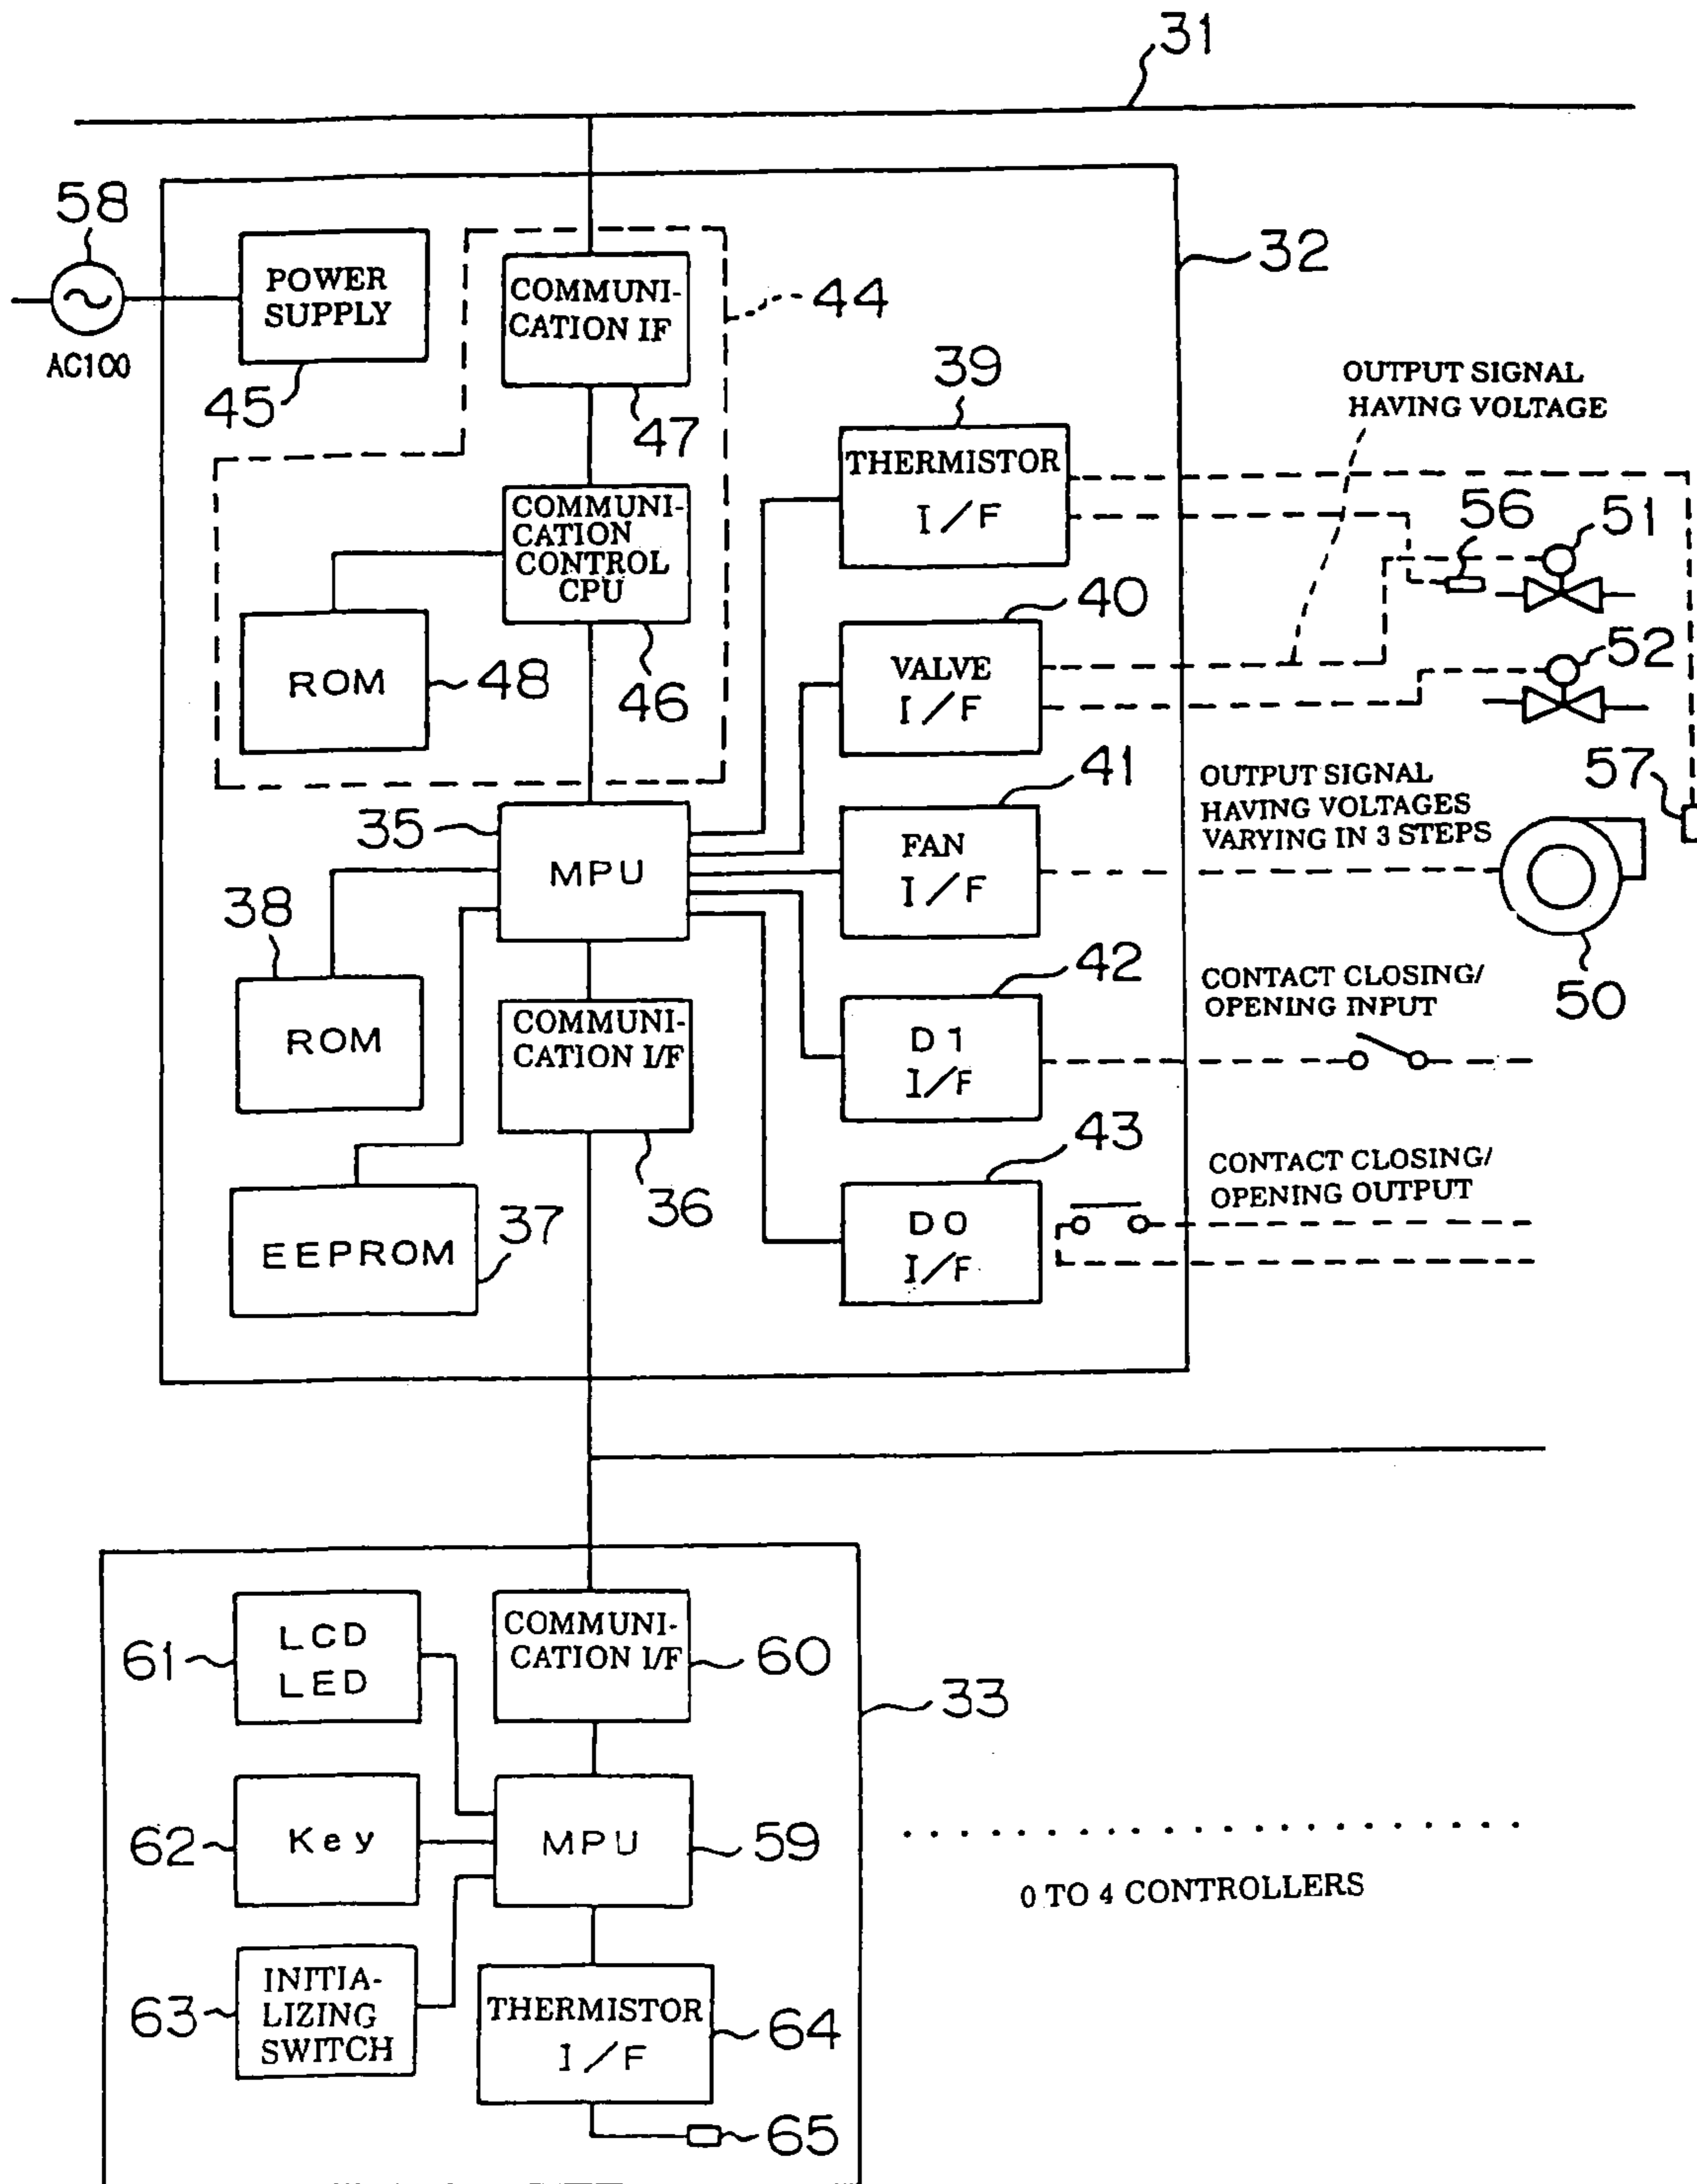 31
58
POWER
SUPPLY
AC100
45
COMMUNI-
CATION IF
47
44
32
COMMUNI-
CATION
CONTROL
CPU
46
ROM
48
39
THERMISTOR
I/F
OUTPUT SIGNAL
HAVING VOLTAGE
56
51
40
VALVE
I/F
52
35
MPU
41
FAN
I/F
OUTPUT SIGNAL
HAVING VOLTAGES
VARYING IN 3 STEPS
57
50
38
ROM
COMMUNI-
CATION I/F
36
42
D1
I/F
CONTACT CLOSING/
OPENING INPUT
EEPROM
37
43
D0
I/F
CONTACT CLOSING/
OPENING OUTPUT
61
LCD
LED
COMMUNI-
CATION I/F
60
33
62
Key
MPU
59
0 TO 4 CONTROLLERS
63
INITIA-
LIZING
SWITCH
THERMISTOR
I/F
64
65